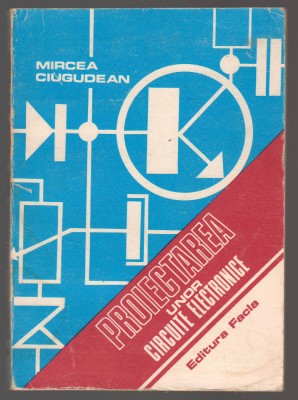 MIRCEA
CIUGUDEAN
PROIECTAREA
UNOR
CIRCUITE ELECTRONICE
Editura Facla